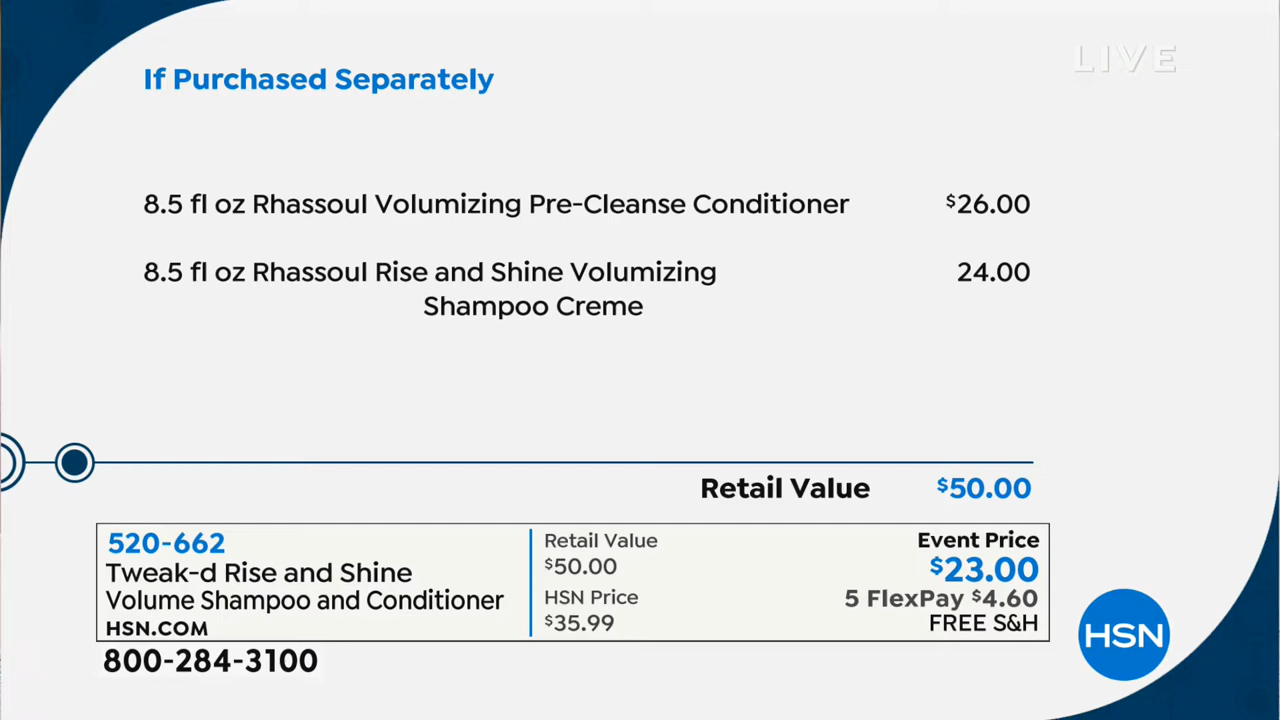 If Purchased Separately
LIVE
8.5 fl oz Rhassoul Volumizing Pre-Cleanse Conditioner $26.00
8.5 fl oz Rhassoul Rise and Shine Volumizing 24.00
Shampoo Creme
Retail Value $50.00
520-662
Tweak-d Rise and Shine
Volume Shampoo and Conditioner
HSN.COM
Retail Value
$50.00
HSN Price
$35.99
Event Price
$23.00
5 FlexPay $4.60
FREE S&H
800-284-3100
HSN